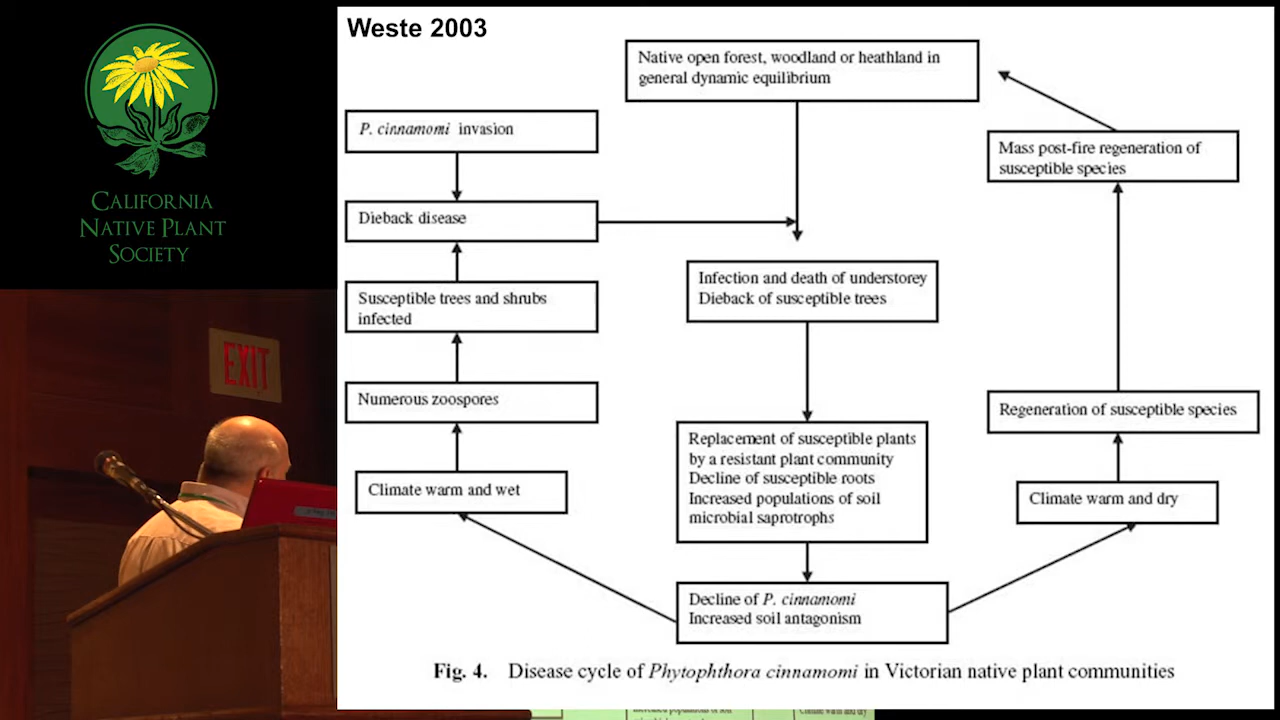 Weste 2003
CALIFORNIA
NATIVE PLANT
SOCIETY
EXIT
Native open forest, woodland or heathland in
general dynamic equilibrium
P. cinnamomi invasion
Dieback disease
Susceptible trees and shrubs
infected
Numerous zoospores
Climate warm and wet
Infection and death of understorey
Dieback of susceptible trees
Replacement of susceptible plants
by a resistant plant community
Decline of susceptible roots
Increased populations of soil
microbial saprotrophs
Decline of P. cinnamomi
Increased soil antagonism
Mass post-fire regeneration of
susceptible species
Regeneration of susceptible species
Climate warm and dry
Fig. 4. Disease cycle of Phytophthora cinnamomi in Victorian native plant communities
Climate warm and dry